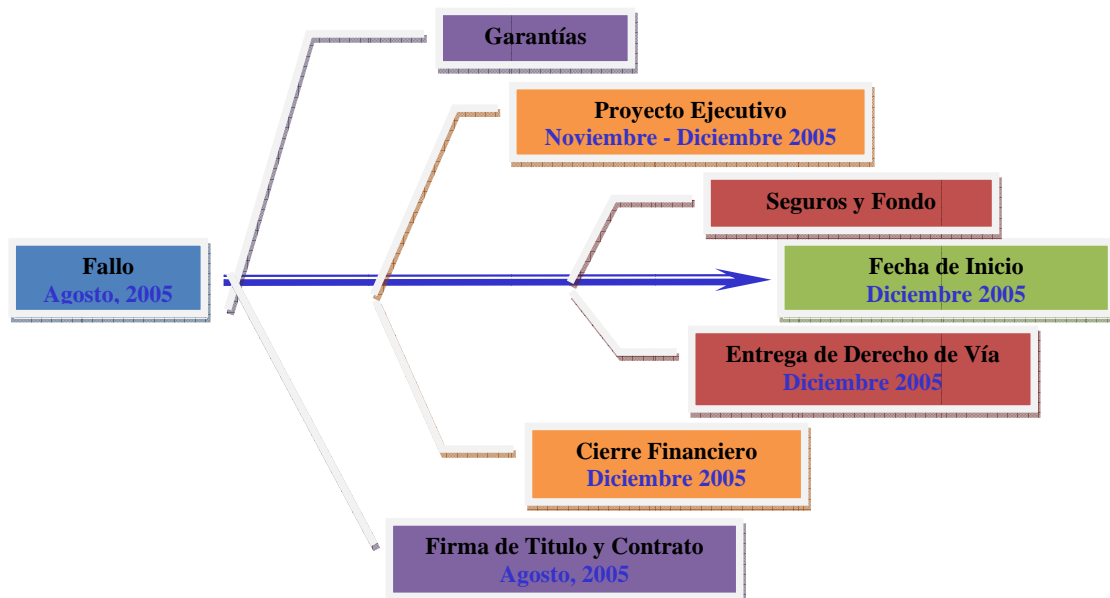 Garantías
Proyecto Ejecutivo
Noviembre - Diciembre 2005
Seguros y Fondo
Fallo
Agosto, 2005
Fecha de Inicio
Diciembre 2005
Entrega de Derecho de Vía
Diciembre 2005
Cierre Financiero
Diciembre 2005
Firma de Titulo y Contrato
Agosto, 2005